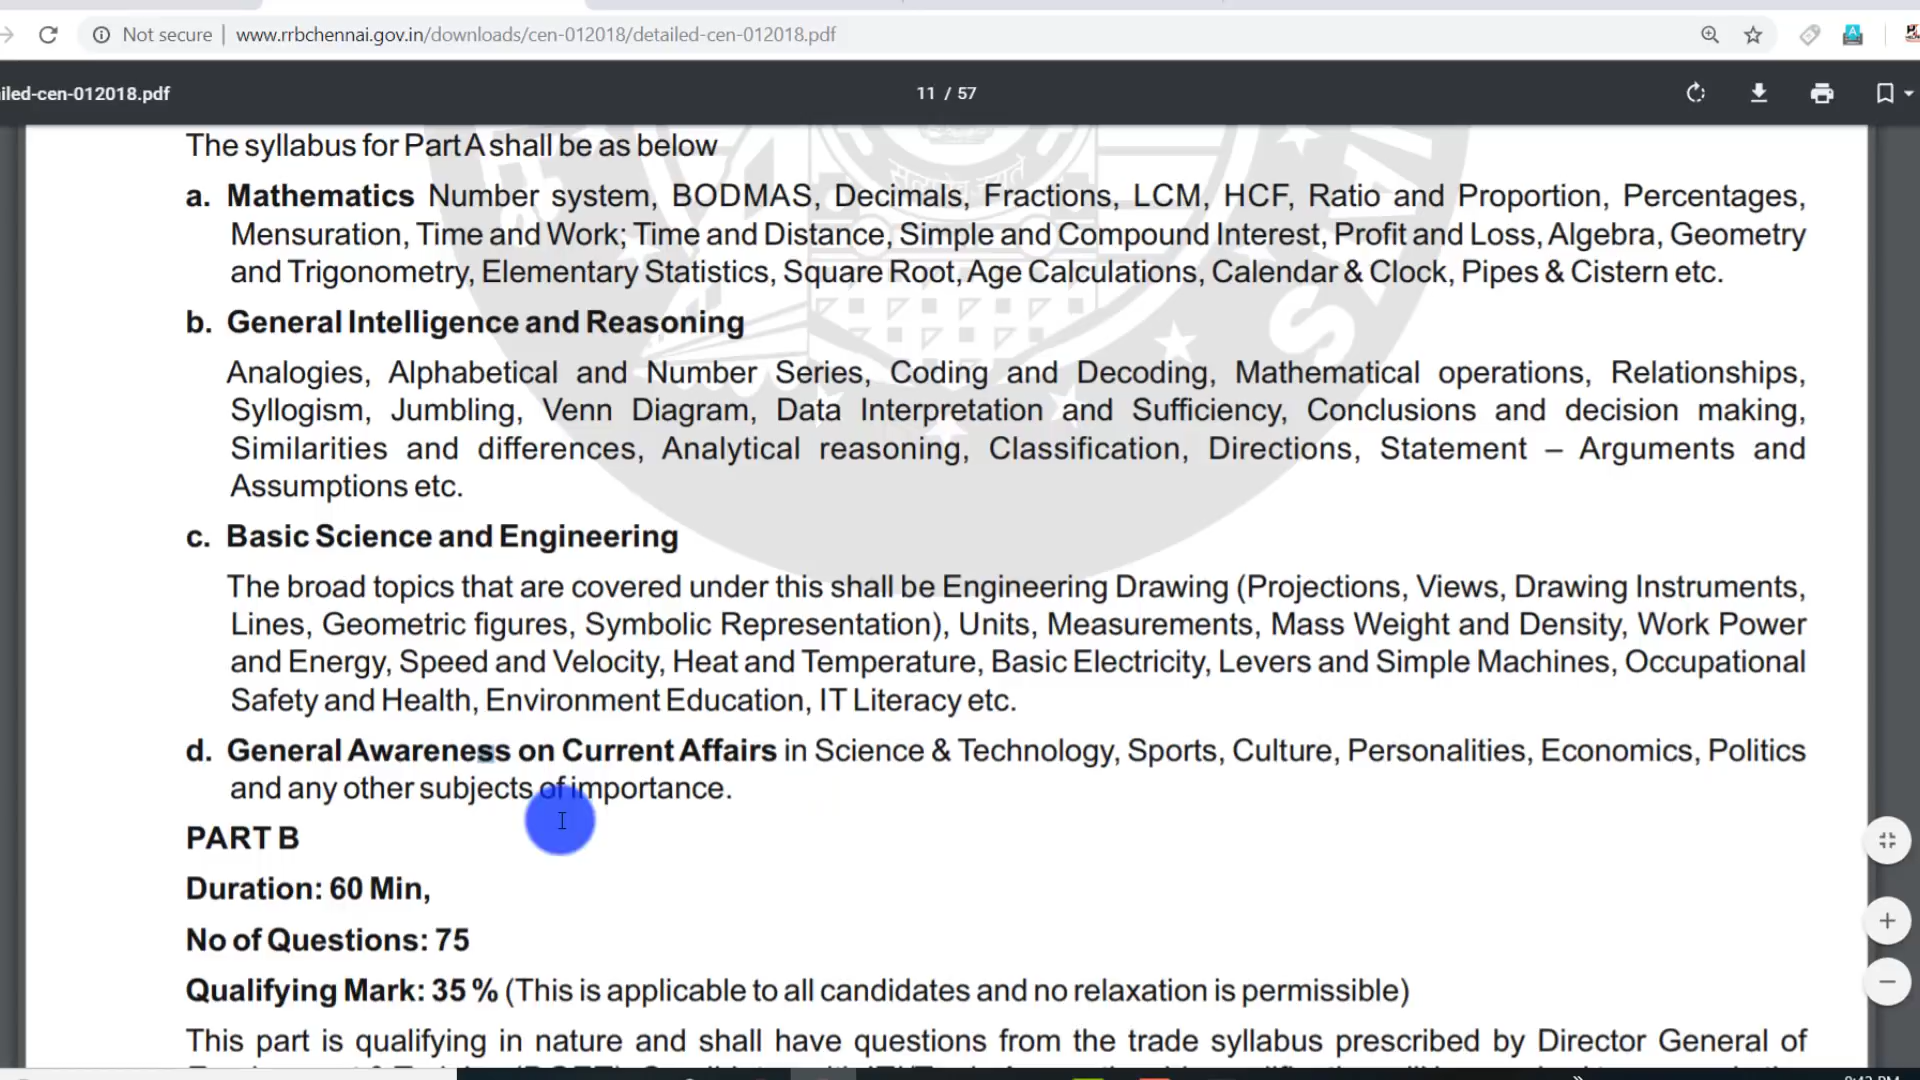 Not secure | www.rrbchennai.gov.in/downloads/cen-012018/detailed-cen-012018.pdf
iled-cen-012018.pdf
11 / 57
The syllabus for Part A shall be as below
a. Mathematics Number system, BODMAS, Decimals, Fractions, LCM, HCF, Ratio and Proportion, Percentages,
Mensuration, Time and Work; Time and Distance, Simple and Compound Interest, Profit and Loss, Algebra, Geometry
and Trigonometry, Elementary Statistics, Square Root, Age Calculations, Calendar & Clock, Pipes & Cistern etc.
b. General Intelligence and Reasoning
Analogies, Alphabetical and Number Series, Coding and Decoding, Mathematical operations, Relationships,
Syllogism, Jumbling, Venn Diagram, Data Interpretation and Sufficiency, Conclusions and decision making,
Similarities and differences, Analytical reasoning, Classification, Directions, Statement – Arguments and
Assumptions etc.
c. Basic Science and Engineering
The broad topics that are covered under this shall be Engineering Drawing (Projections, Views, Drawing Instruments,
Lines, Geometric figures, Symbolic Representation), Units, Measurements, Mass Weight and Density, Work Power
and Energy, Speed and Velocity, Heat and Temperature, Basic Electricity, Levers and Simple Machines, Occupational
Safety and Health, Environment Education, IT Literacy etc.
d. General Awareness on Current Affairs in Science & Technology, Sports, Culture, Personalities, Economics, Politics
and any other subjects of importance.
PART B
Duration: 60 Min,
No of Questions: 75
Qualifying Mark: 35 % (This is applicable to all candidates and no relaxation is permissible)
This part is qualifying in nature and shall have questions from the trade syllabus prescribed by Director General of